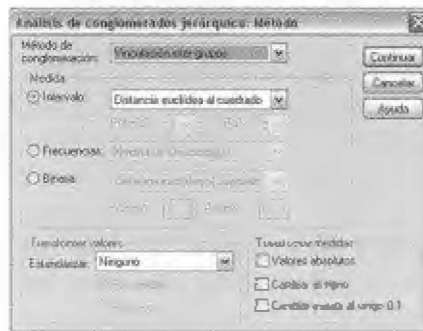 Análisis de conglomerados jerárquico: Método
Método de conglomeración:
Vinculación inter-grupos
Continuar
Cancelar
Ayuda
Medida
Intervalo:
Distancia euclídea al cuadrado
Frecuencias:
Binaria:
Transformar valores
Estandarizar:
Ninguno
Transformar medidas
Valores absolutos
Cambiar el signo
Cambiar escala al rango 0-1